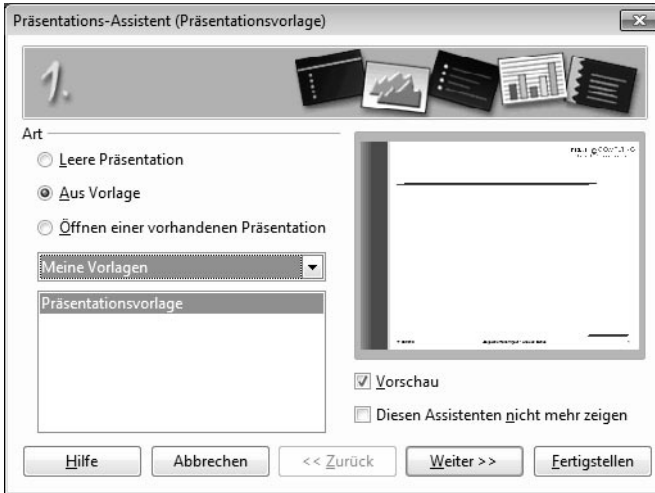 Präsentations-Assistent (Präsentationsvorlage)
1.
Art
Leere Präsentation
Aus Vorlage
Öffnen einer vorhandenen Präsentation
Meine Vorlagen
Präsentationsvorlage
Vorschau
Diesen Assistenten nicht mehr zeigen
Hilfe
Abbrechen
<< Zurück
Weiter >>
Fertigstellen